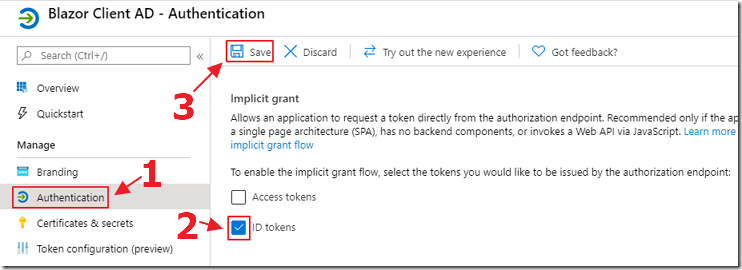 Blazor Client AD - Authentication
Search (Ctrl+/)
«
Overview
Quickstart
Manage
Branding
Authentication
Certificates & secrets
Token configuration (preview)
1
2
3
Save Discard Try out the new experience Got feedback?
Implicit grant
Allows an application to request a token directly from the authorization endpoint. Recommended only if the ap
a single page architecture (SPA), has no backend components, or invokes a Web API via JavaScript. Learn more
implicit grant flow
To enable the implicit grant flow, select the tokens you would like to be issued by the authorization endpoint:
Access tokens
ID tokens